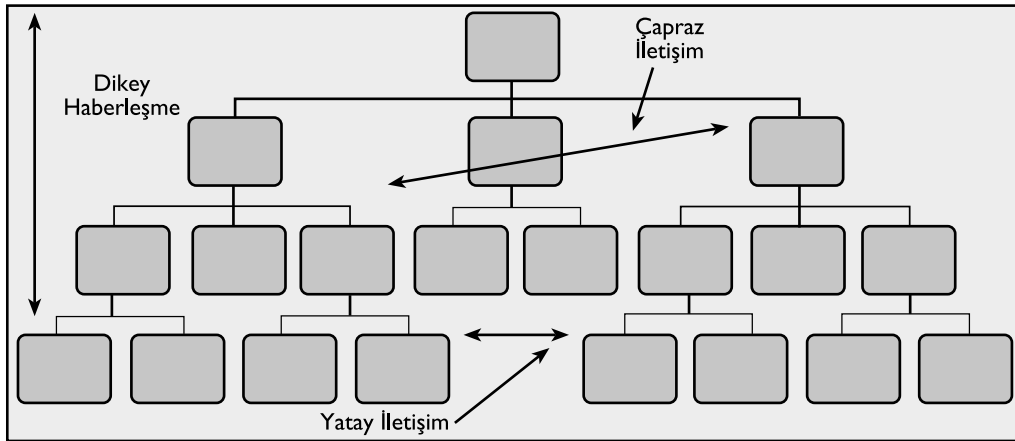 Çapraz
İletişim
Dikey
Haberleşme
Yatay İletişim